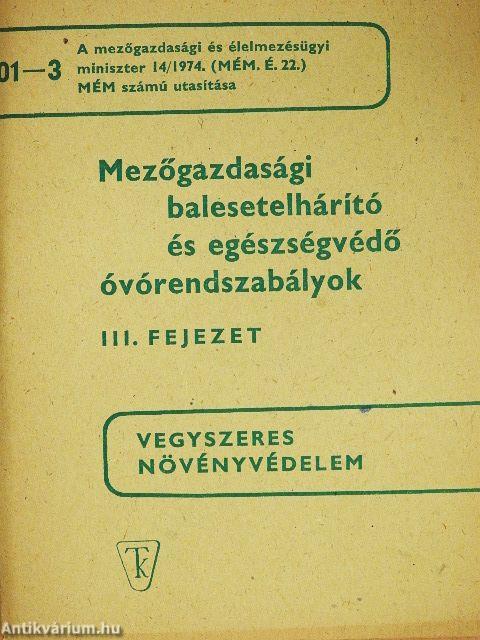 A mezőgazdasági és élelmezésügyi
01—3 miniszter 14/1974. (MÉM. É. 22.)
MÉM számú utasítása
Mezőgazdasági
balesetelhárító
és egészségvédő
óvórendszabályok
III. FEJEZET
VEGYSZERES
NÖVÉNYVÉDELEM
Tk
Antikvárium.hu